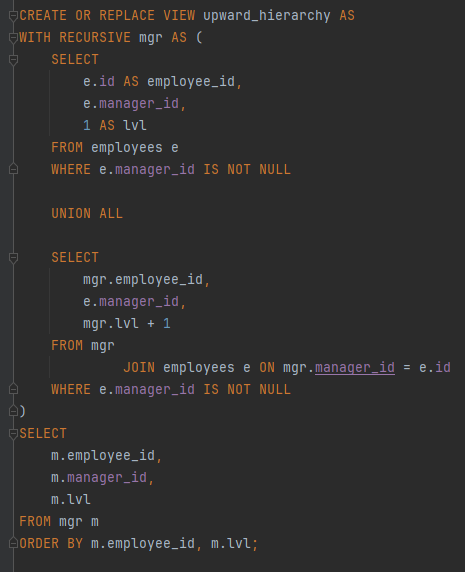 CREATE OR REPLACE VIEW upward_hierarchy AS
WITH RECURSIVE mgr AS (
    SELECT
        e.id AS employee_id,
        e.manager_id,
        1 AS lvl
    FROM employees e
    WHERE e.manager_id IS NOT NULL

    UNION ALL

    SELECT
        mgr.employee_id,
        e.manager_id,
        mgr.lvl + 1
    FROM mgr
             JOIN employees e ON mgr.manager_id = e.id
    WHERE e.manager_id IS NOT NULL
)
SELECT
    m.employee_id,
    m.manager_id,
    m.lvl
FROM mgr m
ORDER BY m.employee_id, m.lvl;